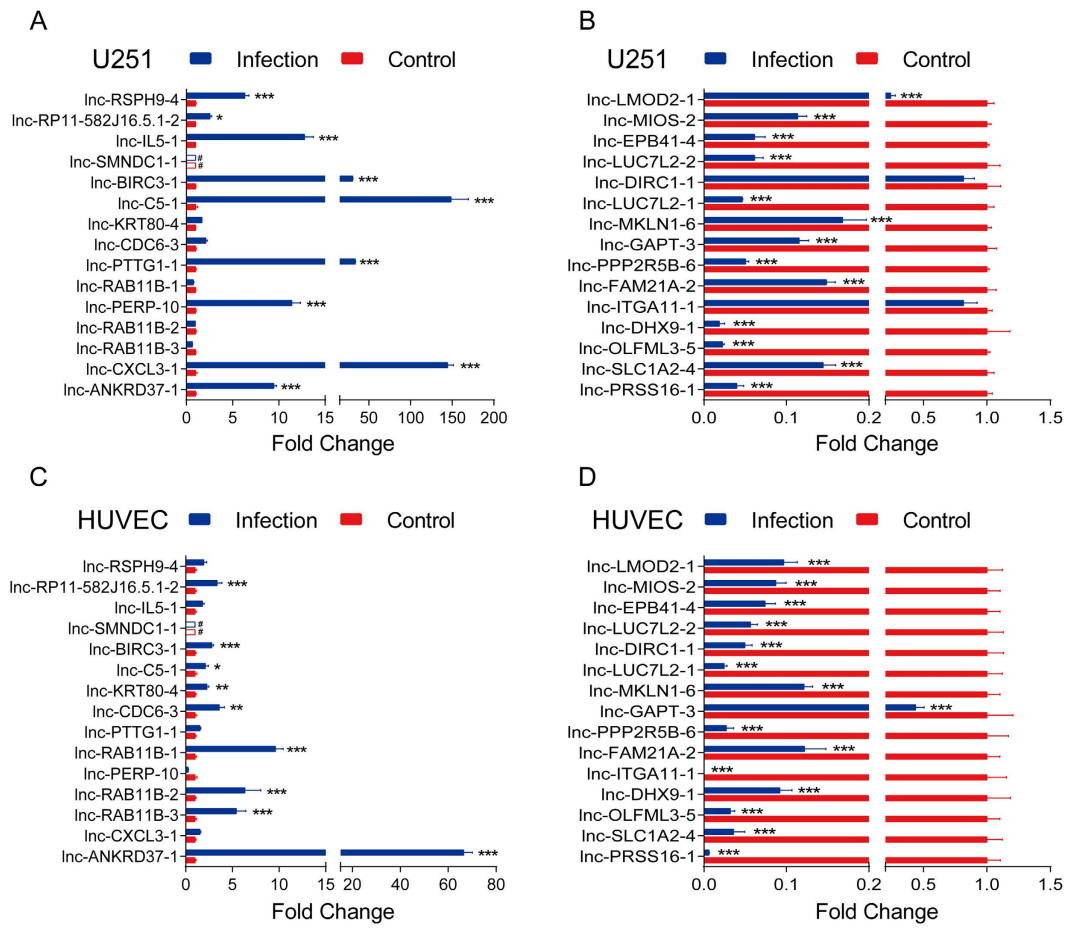 A
U251 Infection Control
lnc-RSPH9-4 ***
lnc-RP11-582J16.5.1-2 *
lnc-IL5-1 ***
lnc-SMNDC1-1 # #
lnc-BIRC3-1 ***
lnc-C5-1 ***
lnc-KRT80-4
lnc-CDC6-3
lnc-PTTG1-1 ***
lnc-RAB11B-1
lnc-PERP-10 ***
lnc-RAB11B-2
lnc-RAB11B-3
lnc-CXCL3-1 ***
lnc-ANKRD37-1 ***
0 5 10 15 50 100 150 200
Fold Change
B
U251 Infection Control
lnc-LMOD2-1 ***
lnc-MIOS-2 ***
lnc-EPB41-4 ***
lnc-LUC7L2-2 ***
lnc-DIRC1-1
lnc-LUC7L2-1 ***
lnc-MKLN1-6 ***
lnc-GAPT-3 ***
lnc-PPP2R5B-6 ***
lnc-FAM21A-2 ***
lnc-ITGA11-1
lnc-DHX9-1 ***
lnc-OLFML3-5 ***
lnc-SLC1A2-4 ***
lnc-PRSS16-1 ***
0.0 0.1 0.2 0.5 1.0 1.5
Fold Change
C
HUVEC Infection Control
lnc-RSPH9-4
lnc-RP11-582J16.5.1-2 ***
lnc-IL5-1
lnc-SMNDC1-1 # #
lnc-BIRC3-1 ***
lnc-C5-1 *
lnc-KRT80-4 **
lnc-CDC6-3 **
lnc-PTTG1-1
lnc-RAB11B-1 ***
lnc-PERP-10
lnc-RAB11B-2 ***
lnc-RAB11B-3 ***
lnc-CXCL3-1
lnc-ANKRD37-1 ***
0 5 10 15 20 40 60 80
Fold Change
D
HUVEC Infection Control
lnc-LMOD2-1 ***
lnc-MIOS-2 ***
lnc-EPB41-4 ***
lnc-LUC7L2-2 ***
lnc-DIRC1-1 ***
lnc-LUC7L2-1 ***
lnc-MKLN1-6 ***
lnc-GAPT-3 ***
lnc-PPP2R5B-6 ***
lnc-FAM21A-2 ***
lnc-ITGA11-1 ***
lnc-DHX9-1 ***
lnc-OLFML3-5 ***
lnc-SLC1A2-4 ***
lnc-PRSS16-1 ***
0.0 0.1 0.2 0.5 1.0 1.5
Fold Change